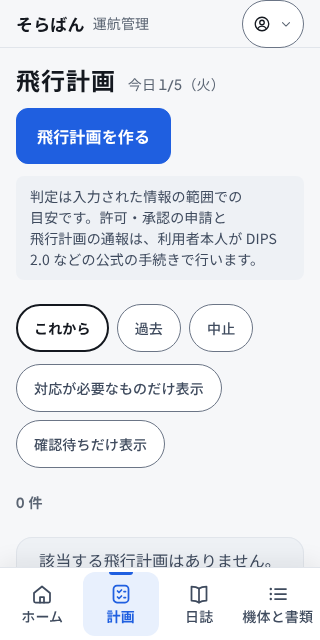 そらばん 運航管理
飛行計画 今日 1/5（火）
飛行計画を作る
判定は入力された情報の範囲での
目安です。許可・承認の申請と
飛行計画の通報は、利用者本人が DIPS
2.0 などの公式の手続きで行います。
これから 過去 中止
対応が必要なものだけ表示
確認待ちだけ表示
0 件
該当する飛行計画はありません。
ホーム 計画 日誌 機体と書類